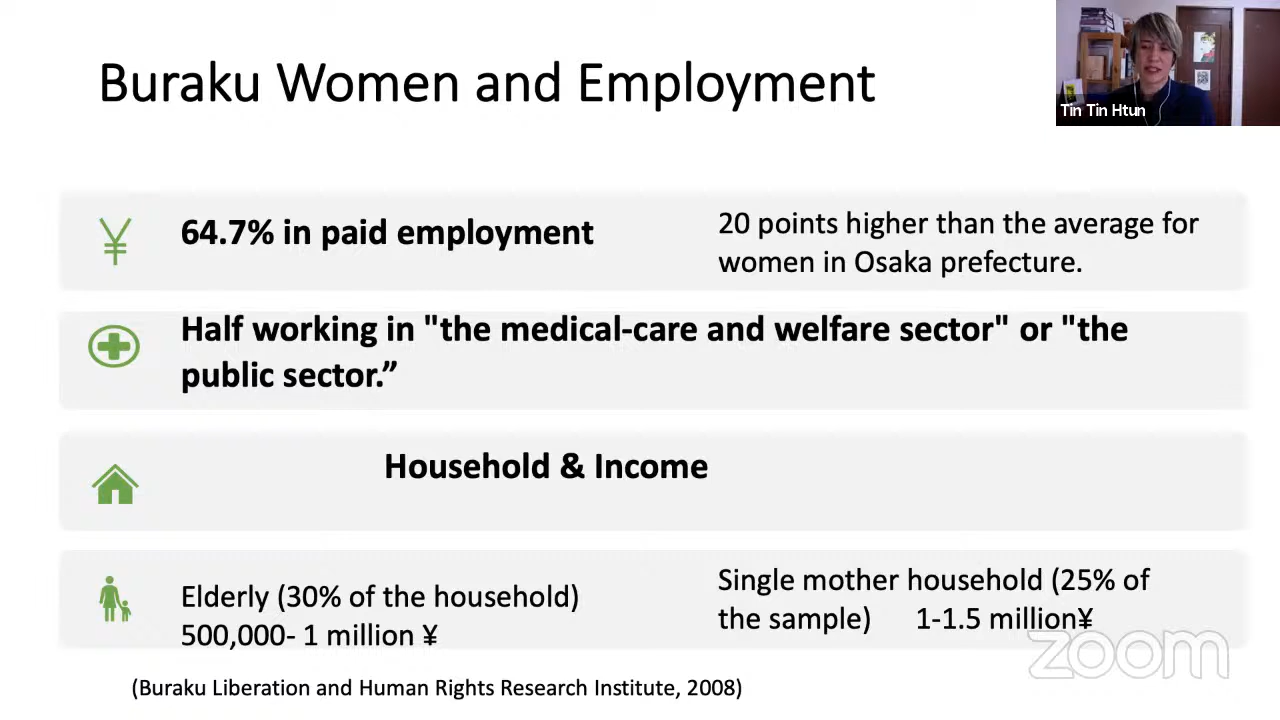 Buraku Women and Employment
Tin Tin Htun
¥
64.7% in paid employment
20 points higher than the average for
women in Osaka prefecture.
Half working in "the medical-care and welfare sector" or "the
public sector.”
Household & Income
Elderly (30% of the household)
500,000- 1 million ¥
Single mother household (25% of
the sample) 1-1.5 million¥
zoom
(Buraku Liberation and Human Rights Research Institute, 2008)